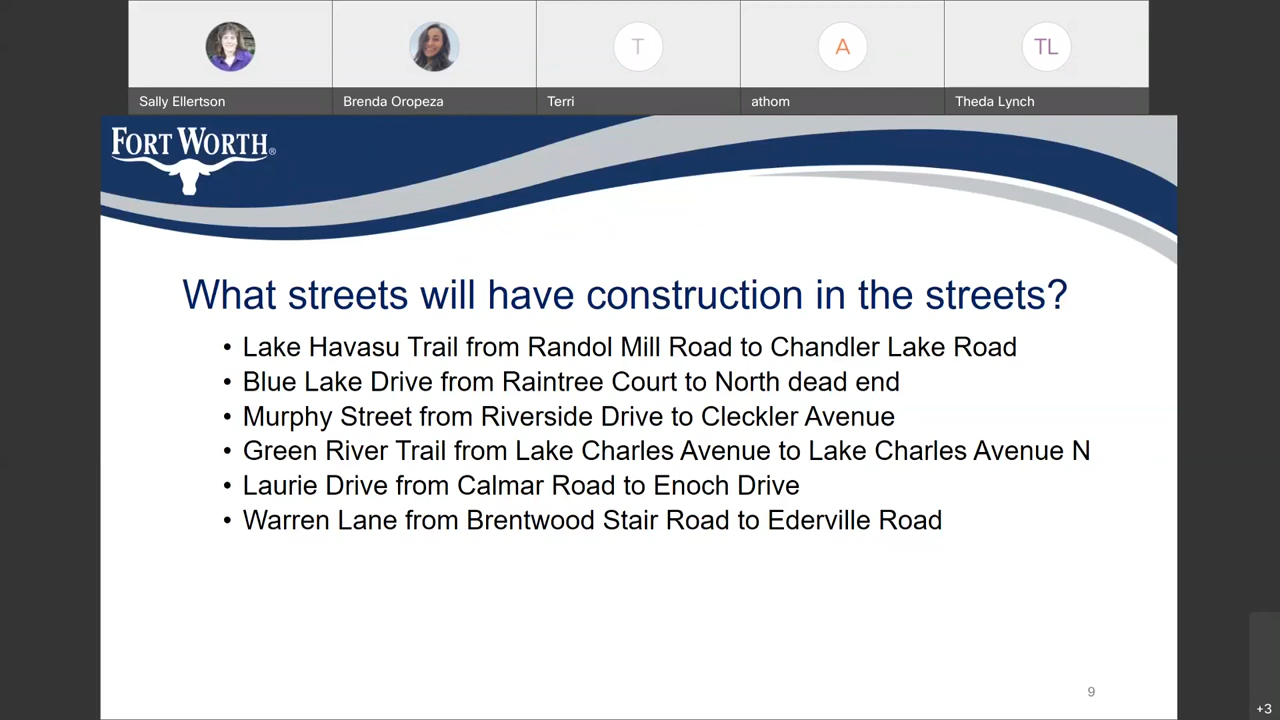 T
A
TL
Sally Ellertson
Brenda Oropeza
Terri
athom
Theda Lynch
FORT WORTH®
What streets will have construction in the streets?
• Lake Havasu Trail from Randol Mill Road to Chandler Lake Road
• Blue Lake Drive from Raintree Court to North dead end
• Murphy Street from Riverside Drive to Cleckler Avenue
• Green River Trail from Lake Charles Avenue to Lake Charles Avenue N
• Laurie Drive from Calmar Road to Enoch Drive
• Warren Lane from Brentwood Stair Road to Ederville Road
9
+3